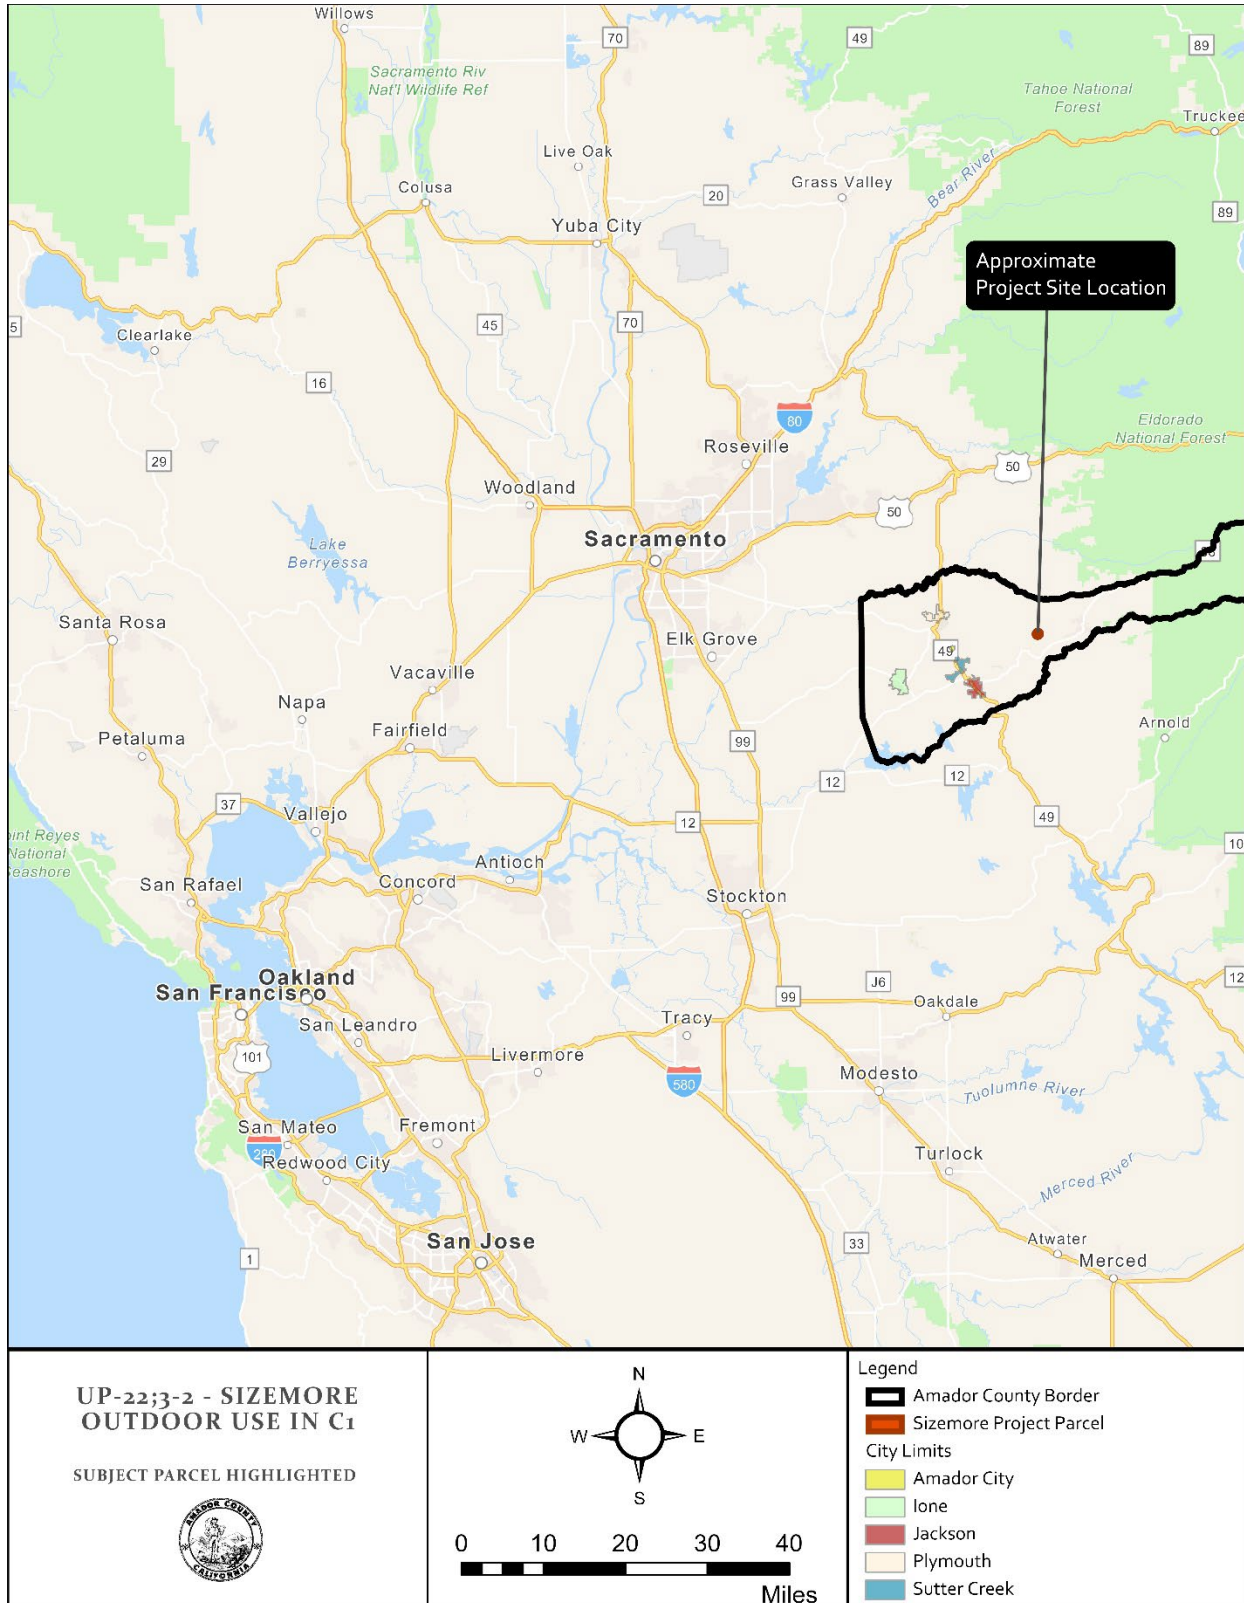 Willows
70
49
89
Sacramento Riv
Nat'l Wildlife Ref
Tahoe National
Forest
Truckee
Live Oak
Bear River
Colusa
20
Grass Valley
89
Yuba City
Approximate
Project Site Location
45
70
Clearlake
16
80
Eldorado
National Forest
Roseville
29
50
Woodland
50
Sacramento
Lake
Berryessa
Santa Rosa
Elk Grove
49
Vacaville
Napa
Fairfield
Arnold
Petaluma
99
12
12
37
Vallejo
12
49
int Reyes
National
Seashore
Antioch
San Rafael
Concord
Stockton
Oakland
San Francisco
J6
99
Oakdale
San Leandro
Tracy
101
Livermore
580
Modesto
Tuolumne River
San Mateo
Fremont
280
Redwood City
Turlock
Merced River
San Jose
33
Atwater
1
Merced
UP-22;3-2 - SIZEMORE
OUTDOOR USE IN C1
SUBJECT PARCEL HIGHLIGHTED
AMADOR COUNTY
CALIFORNIA
N
W
E
S
0 10 20 30 40
Miles
Legend
Amador County Border
Sizemore Project Parcel
City Limits
Amador City
Ione
Jackson
Plymouth
Sutter Creek